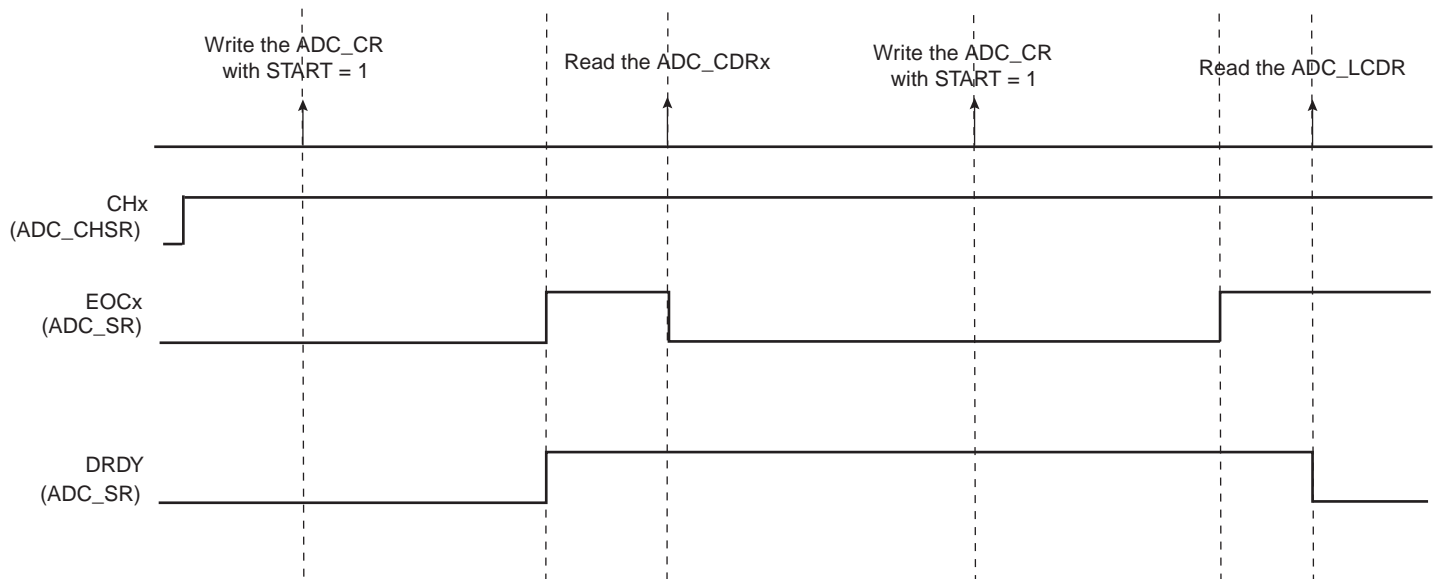 Write the ADC_CR
with START = 1
Read the ADC_CDRx
Write the ADC_CR
with START = 1
Read the ADC_LCDR
CHx
(ADC_CHSR)
EOCx
(ADC_SR)
DRDY
(ADC_SR)